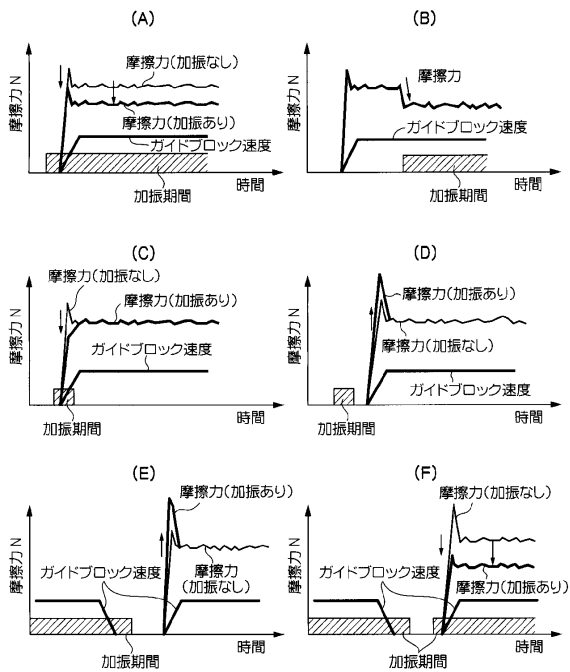 (A)
摩擦力 N
摩擦力(加振なし)
摩擦力(加振あり)
ガイドブロック速度
時間
加振期間
(B)
摩擦力 N
摩擦力
ガイドブロック速度
時間
加振期間
(C)
摩擦力 N
摩擦力(加振なし)
摩擦力(加振あり)
ガイドブロック速度
時間
加振期間
(D)
摩擦力 N
摩擦力(加振あり)
摩擦力(加振なし)
ガイドブロック速度
時間
加振期間
(E)
摩擦力 N
摩擦力(加振あり)
ガイドブロック速度
摩擦力
(加振なし)
時間
加振期間
(F)
摩擦力 N
摩擦力(加振なし)
ガイドブロック速度
摩擦力(加振あり)
時間
加振期間